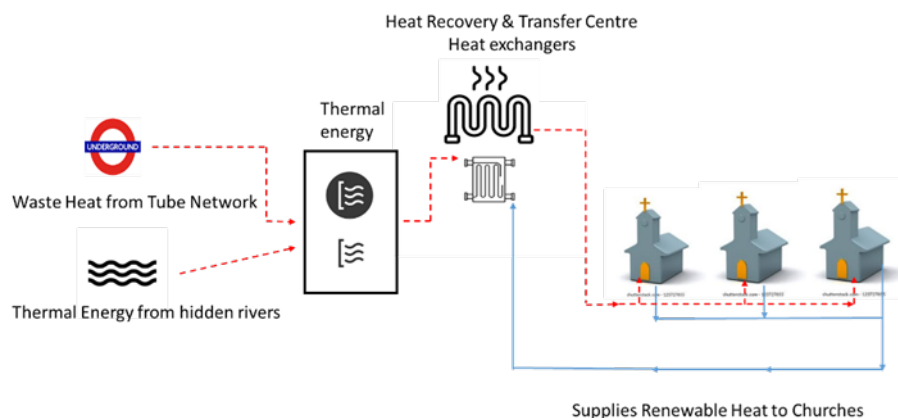 Heat Recovery & Transfer Centre
Heat exchangers
Thermal
energy
UNDERGROUND
Waste Heat from Tube Network
Thermal Energy from hidden rivers
Supplies Renewable Heat to Churches